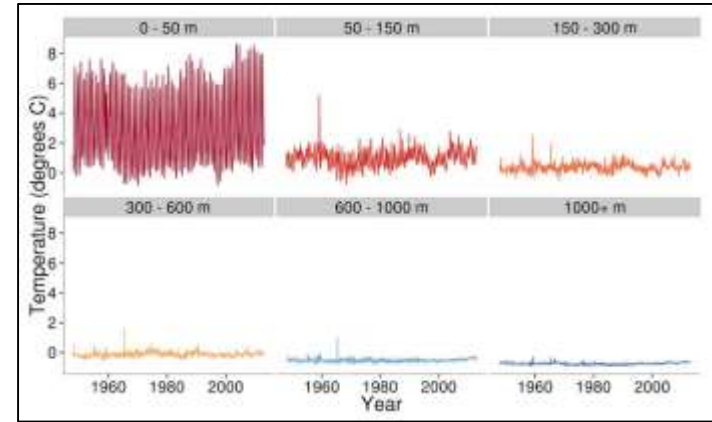 0 - 50 m
50 - 150 m
150 - 300 m
8
6
4
2
0
300 - 600 m
600 - 1000 m
1000+ m
8
6
4
2
0
Temperature (degrees C)
1960 1980 2000
1960 1980 2000
1960 1980 2000
Year